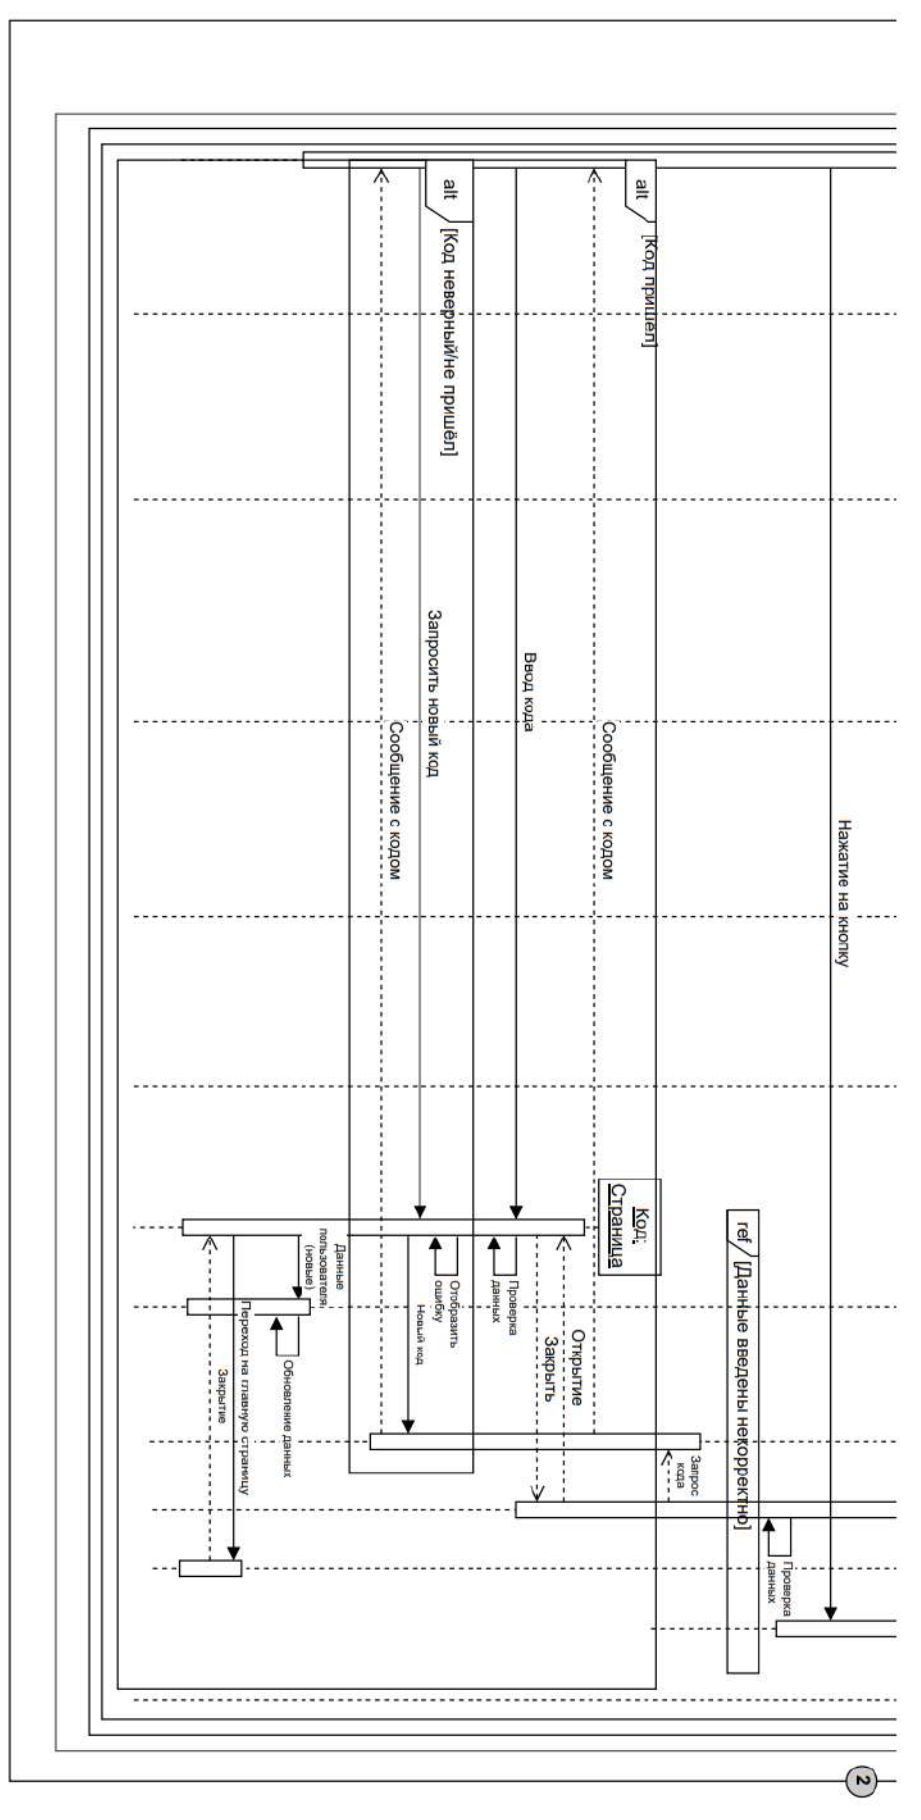 2
Нажатие на кнопку
Проверка
данных
ref
[Данные введены некорректно]
Запрос
кода
alt
[Код пришёл]
Код:
Страница
Сообщение с кодом
Открытие
Закрыть
Ввод кода
Проверка
данных
alt
[Код неверный/не пришёл]
Отобразить
ошибку
Запросить новый код
Новый код
Сообщение с кодом
Данные
пользователя
(новые)
Обновление данных
Переход на главную страницу
Закрытие